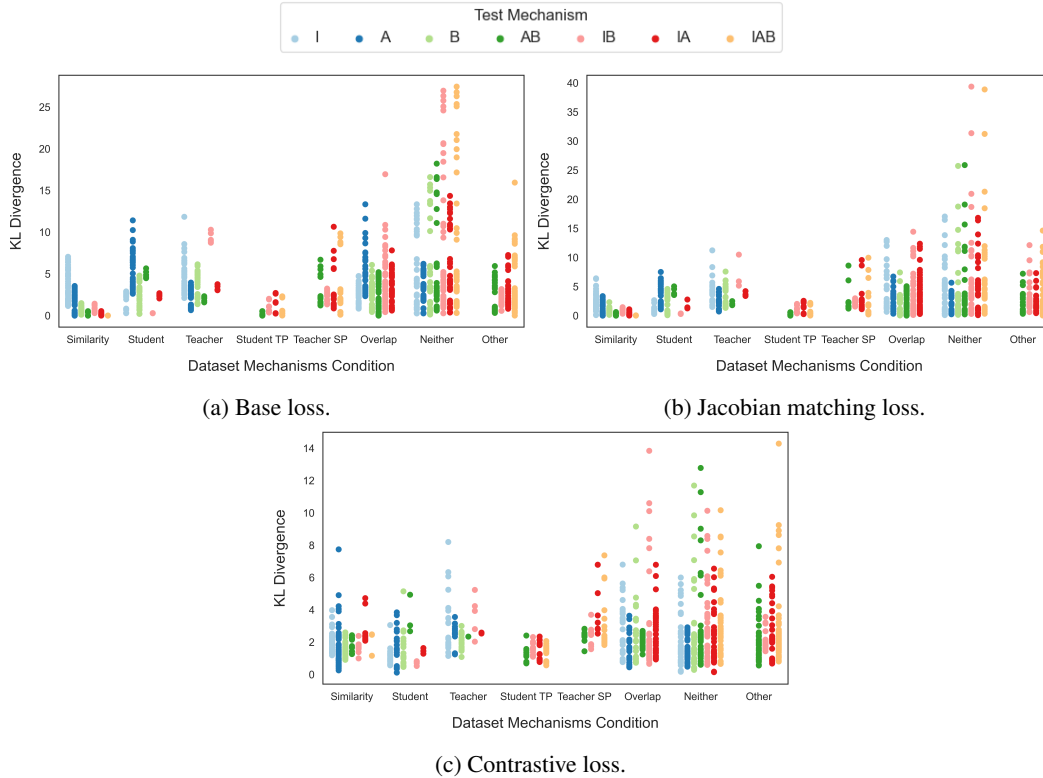 Test Mechanism
I A B AB IB IA IAB
KL Divergence
25
20
15
10
5
0
Similarity Student Teacher Student TP Teacher SP Overlap Neither Other
Dataset Mechanisms Condition
(a) Base loss.
KL Divergence
40
35
30
25
20
15
10
5
0
Similarity Student Teacher Student TP Teacher SP Overlap Neither Other
Dataset Mechanisms Condition
(b) Jacobian matching loss.
KL Divergence
14
12
10
8
6
4
2
0
Similarity Student Teacher Student TP Teacher SP Overlap Neither Other
Dataset Mechanisms Condition
(c) Contrastive loss.